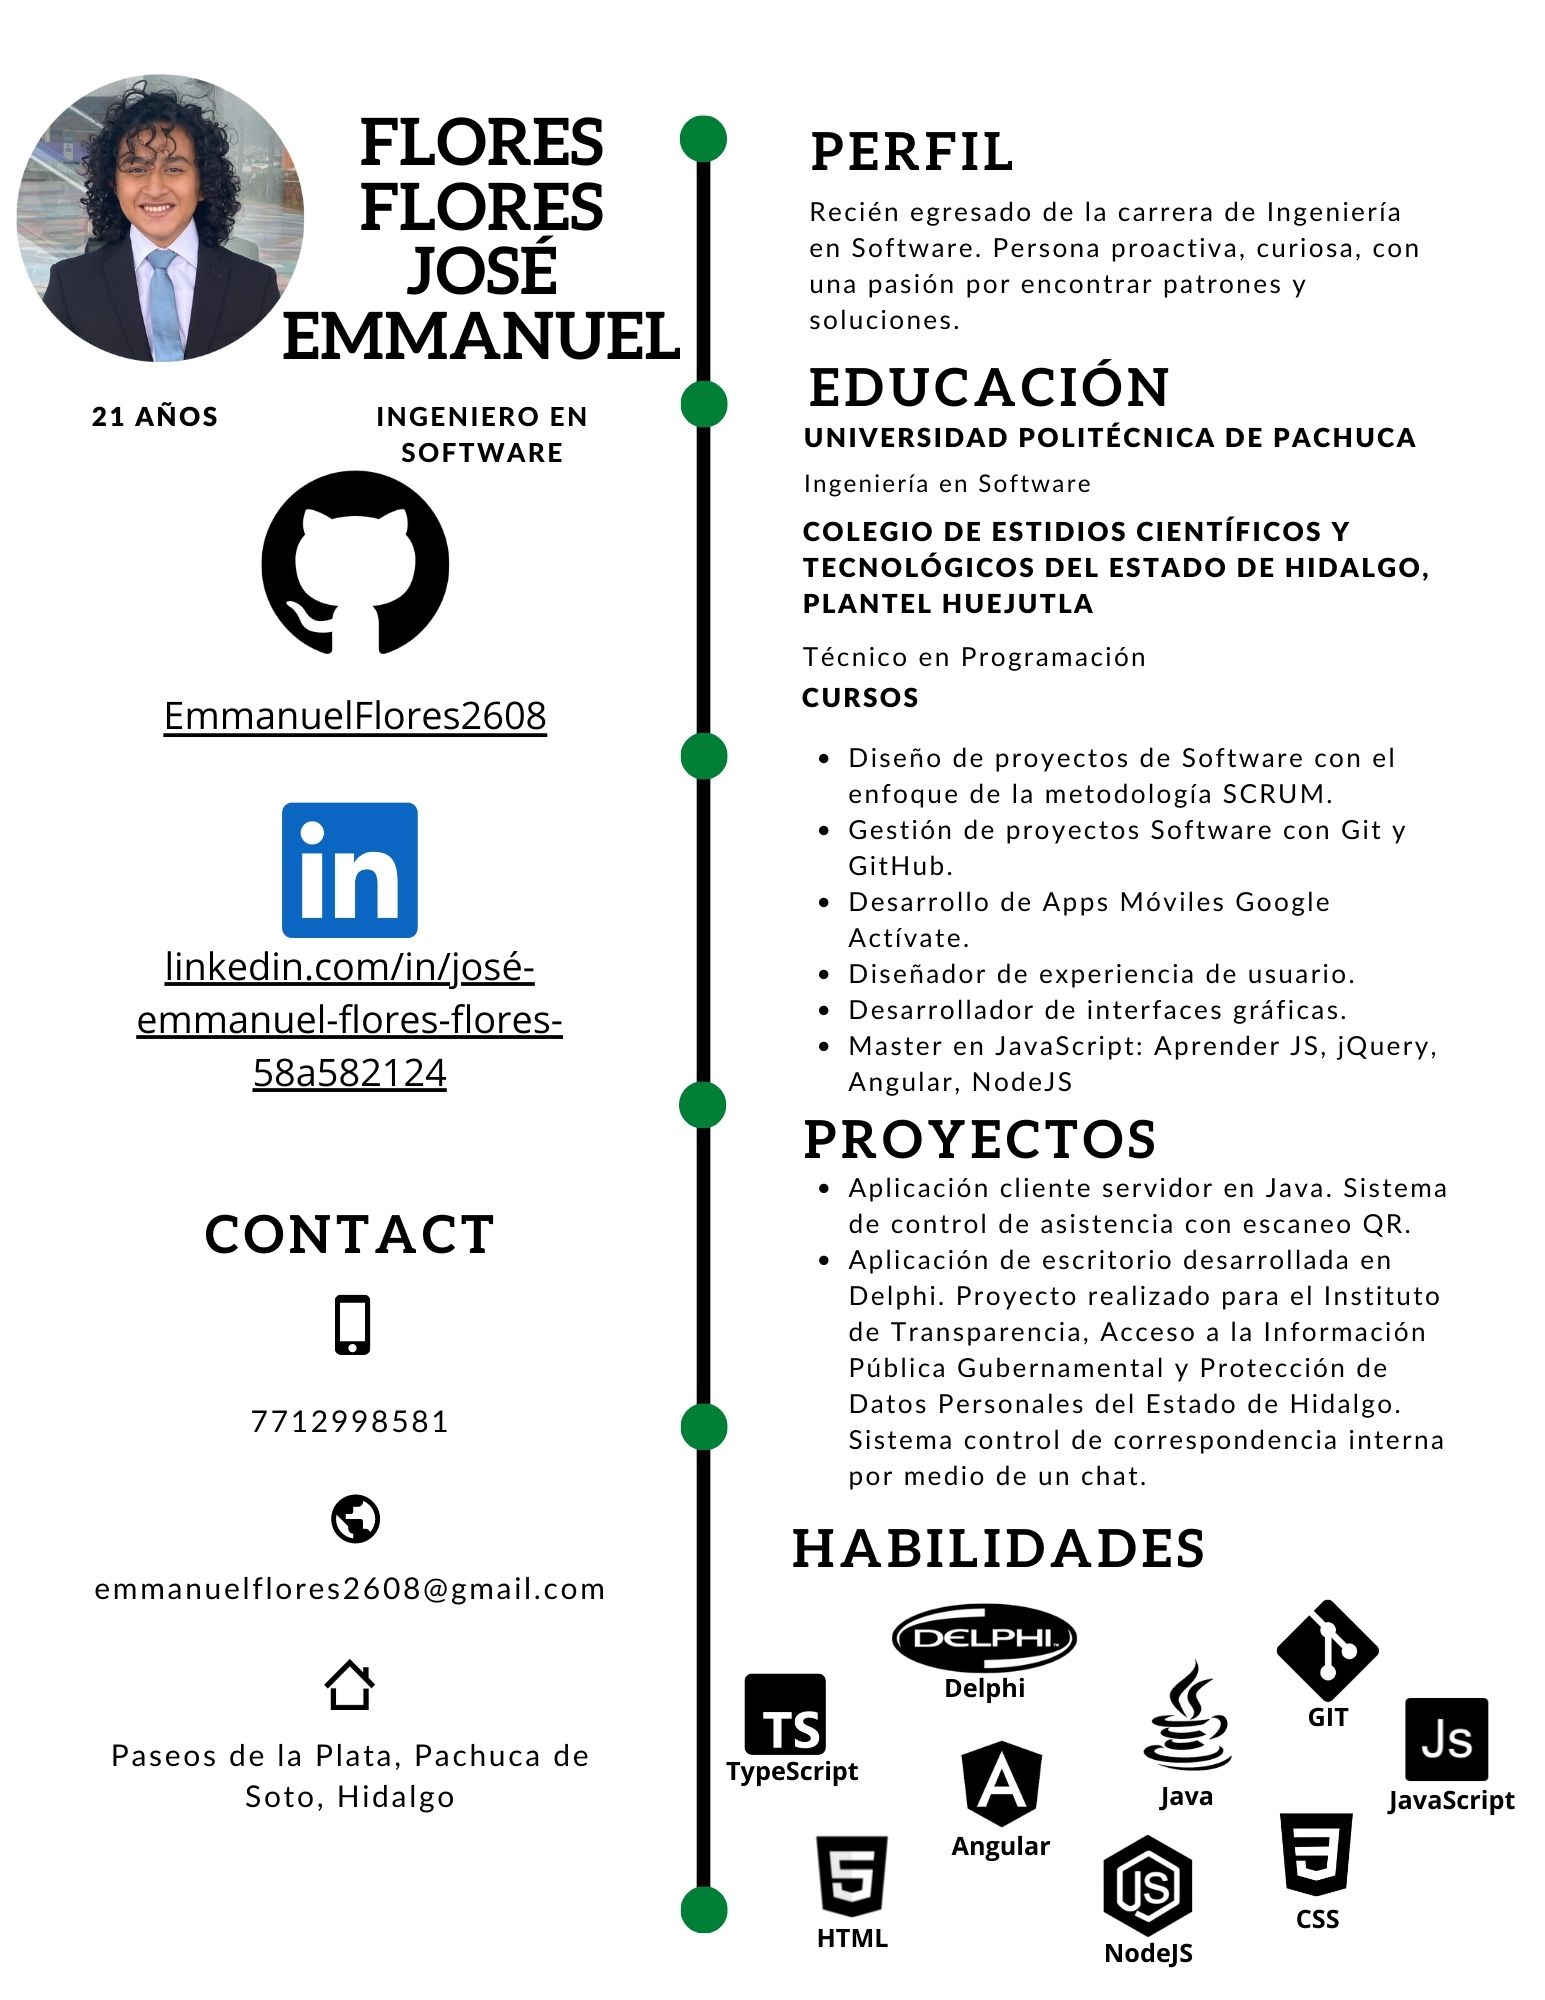 FLORES
FLORES
JOSÉ
EMMANUEL
21 AÑOS
INGENIERO EN
SOFTWARE
EmmanuelFlores2608
in
linkedin.com/in/josé-
emmanuel-flores-flores-
58a582124
CONTACT
7712998581
emmanuelflores2608@gmail.com
Paseos de la Plata, Pachuca de
Soto, Hidalgo
PERFIL
Recién egresado de la carrera de Ingeniería
en Software. Persona proactiva, curiosa, con
una pasión por encontrar patrones y
soluciones.
EDUCACIÓN
UNIVERSIDAD POLITÉCNICA DE PACHUCA
Ingeniería en Software
COLEGIO DE ESTIDIOS CIENTÍFICOS Y
TECNOLÓGICOS DEL ESTADO DE HIDALGO,
PLANTEL HUEJUTLA
Técnico en Programación
CURSOS
• Diseño de proyectos de Software con el
enfoque de la metodología SCRUM.
• Gestión de proyectos Software con Git y
GitHub.
• Desarrollo de Apps Móviles Google
Actívate.
• Diseñador de experiencia de usuario.
• Desarrollador de interfaces gráficas.
• Master en JavaScript: Aprender JS, jQuery,
Angular, NodeJS
PROYECTOS
• Aplicación cliente servidor en Java. Sistema
de control de asistencia con escaneo QR.
• Aplicación de escritorio desarrollada en
Delphi. Proyecto realizado para el Instituto
de Transparencia, Acceso a la Información
Pública Gubernamental y Protección de
Datos Personales del Estado de Hidalgo.
Sistema control de correspondencia interna
por medio de un chat.
HABILIDADES
DELPHI™
Delphi
GIT
TS
TypeScript
Java
Js
JavaScript
A
Angular
5
HTML
JS
NodeJS
3
CSS